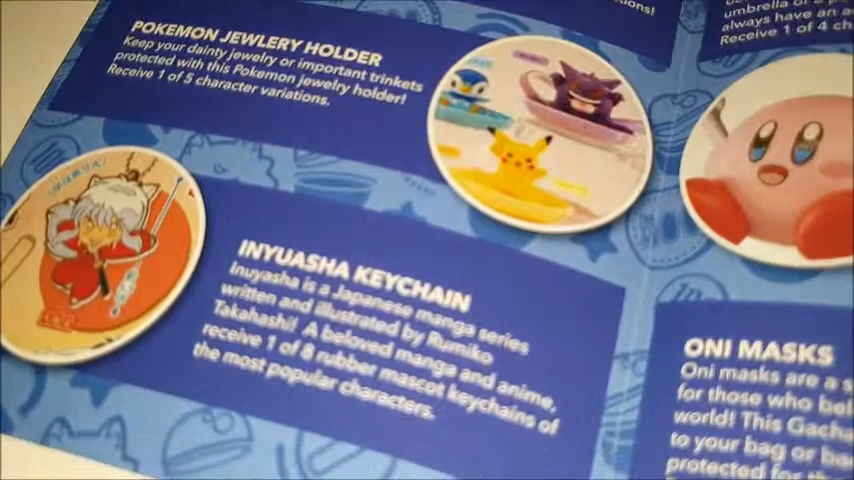 ctions!
umbrella or
always have an a
Receive 1 of 4 cha
POKEMON JEWLERY HOLDER
Keep your dainty jewelry or important trinkets
protected with this Pokemon jewelry holder!
Receive 1 of 5 character variations.
INYUASHA KEYCHAIN
Inuyasha is a Japanese manga series
written and illustrated by Rumiko
Takahashi! A beloved manga and anime,
receive 1 of 8 rubber mascot keychains of
the most popular characters.
ONI MASKS
Oni masks are a s
for those who bel
world! This Gacha
to your bag or ba
protected for the